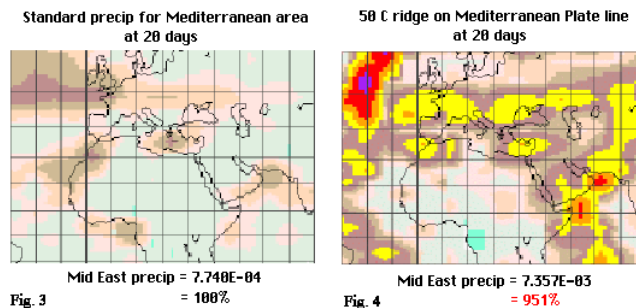 Standard precip for Mediterranean area
at 20 days
Mid East precip = 7.740E-04
Fig. 3
= 100%
50 C ridge on Mediterranean Plate line
at 20 days
Mid East precip = 7.357E-03
Fig. 4
= 951%